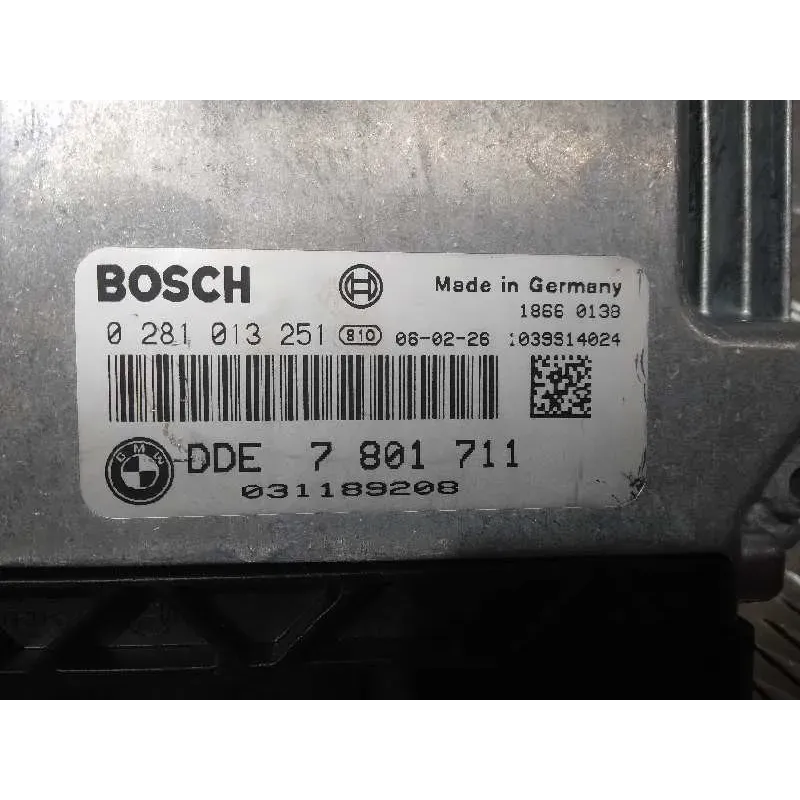 BOSCH
Made in Germany
1866 0138
0 281 013 251 810 06-02-26 1039S14024
BMW
DDE 7 801 711
031189208